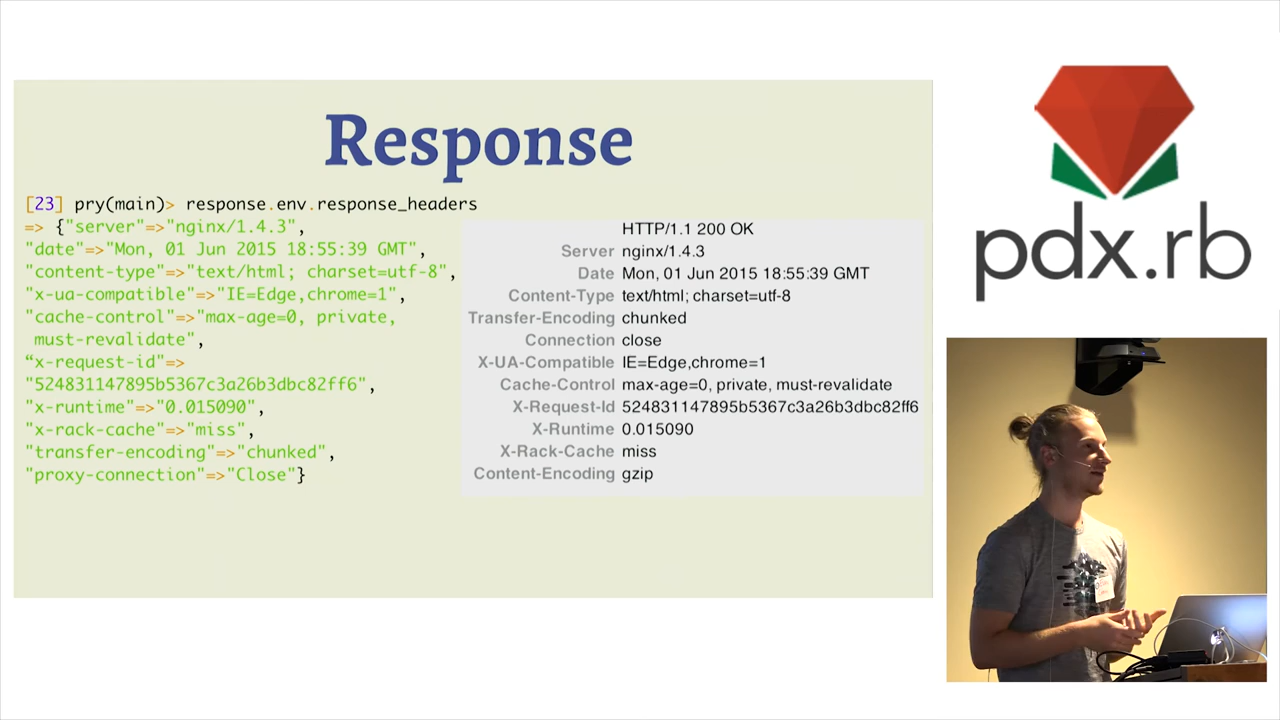 Response
[23] pry(main)> response.env.response_headers
=> {"server"=>"nginx/1.4.3",
"date"=>"Mon, 01 Jun 2015 18:55:39 GMT",
"content-type"=>"text/html; charset=utf-8",
"x-ua-compatible"=>"IE=Edge,chrome=1",
"cache-control"=>"max-age=0, private,
must-revalidate",
“x-request-id"=>
"524831147895b5367c3a26b3dbc82ff6",
"x-runtime"=>"0.015090",
"x-rack-cache"=>"miss",
"transfer-encoding"=>"chunked",
"proxy-connection"=>"Close"}
HTTP/1.1 200 OK
Server nginx/1.4.3
Date Mon, 01 Jun 2015 18:55:39 GMT
Content-Type text/html; charset=utf-8
Transfer-Encoding chunked
Connection close
X-UA-Compatible IE=Edge,chrome=1
Cache-Control max-age=0, private, must-revalidate
X-Request-Id 524831147895b5367c3a26b3dbc82ff6
X-Runtime 0.015090
X-Rack-Cache miss
Content-Encoding gzip
pdx.rb